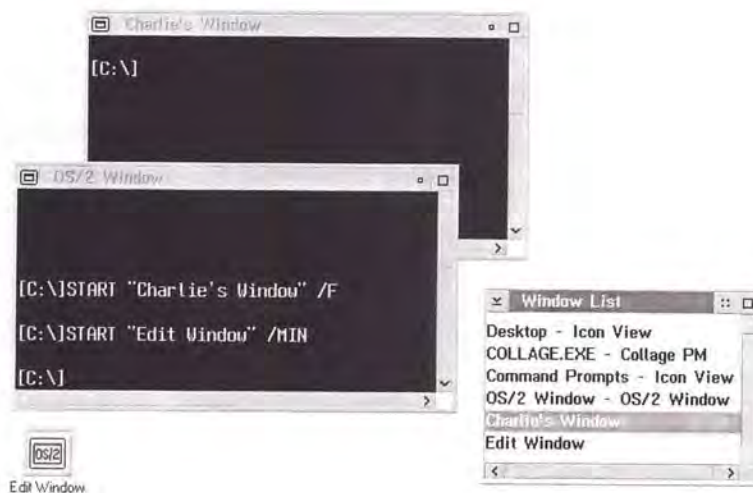 Charlie's Window
[C:\]
OS/2 Window
[C:\]START "Charlie's Window" /F
[C:\]START "Edit Window" /MIN
[C:\]
Window List
Desktop - Icon View
COLLAGE.EXE - Collage PM
Command Prompts - Icon View
OS/2 Window - OS/2 Window
Charlie's Window
Edit Window
OS/2
Edit Window